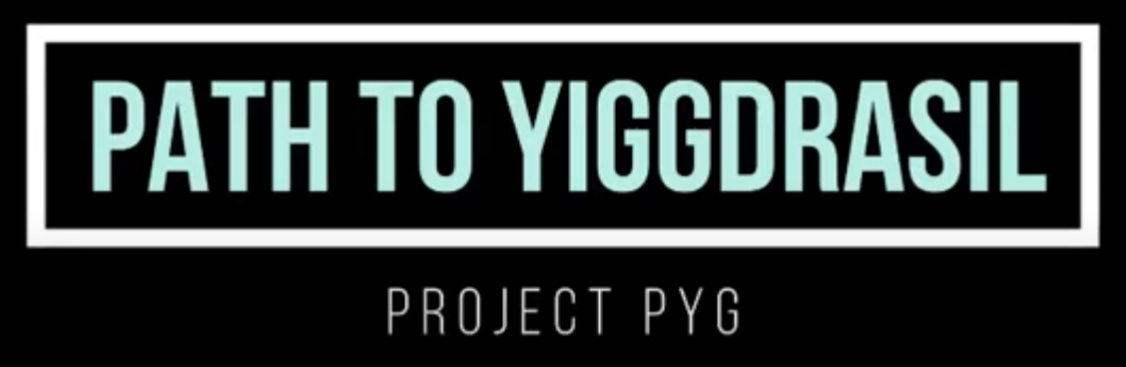 PATH TO YIGGDRASIL
PROJECT PYG